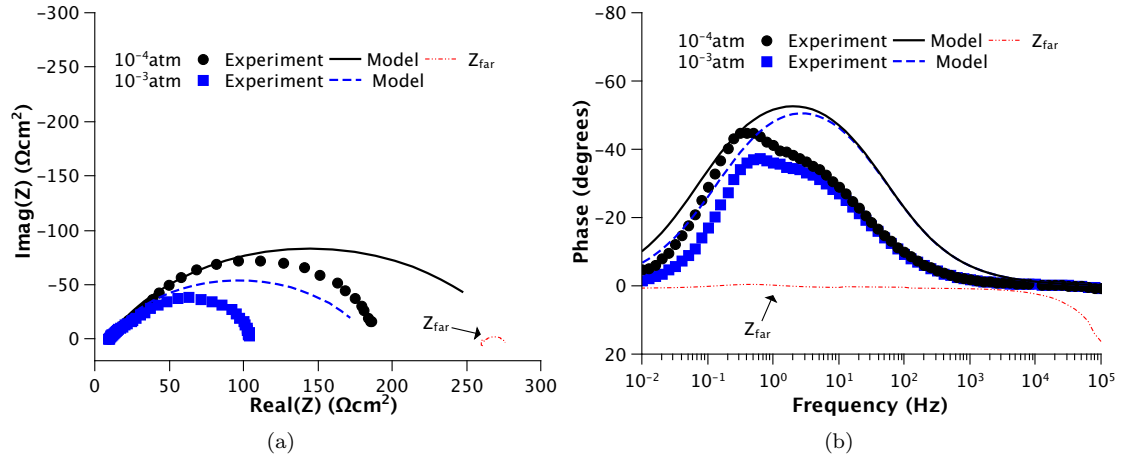 -300
-250
-200
-150
-100
-50
0
Imag(Z) (Ωcm²)
10⁻⁴atm Experiment Model Z_far
10⁻³atm Experiment Model
Z_far
0 50 100 150 200 250 300
Real(Z) (Ωcm²)
(a)
-80
-60
-40
-20
0
20
Phase (degrees)
10⁻⁴atm Experiment Model Z_far
10⁻³atm Experiment Model
Z_far
10⁻² 10⁻¹ 10⁰ 10¹ 10² 10³ 10⁴ 10⁵
Frequency (Hz)
(b)